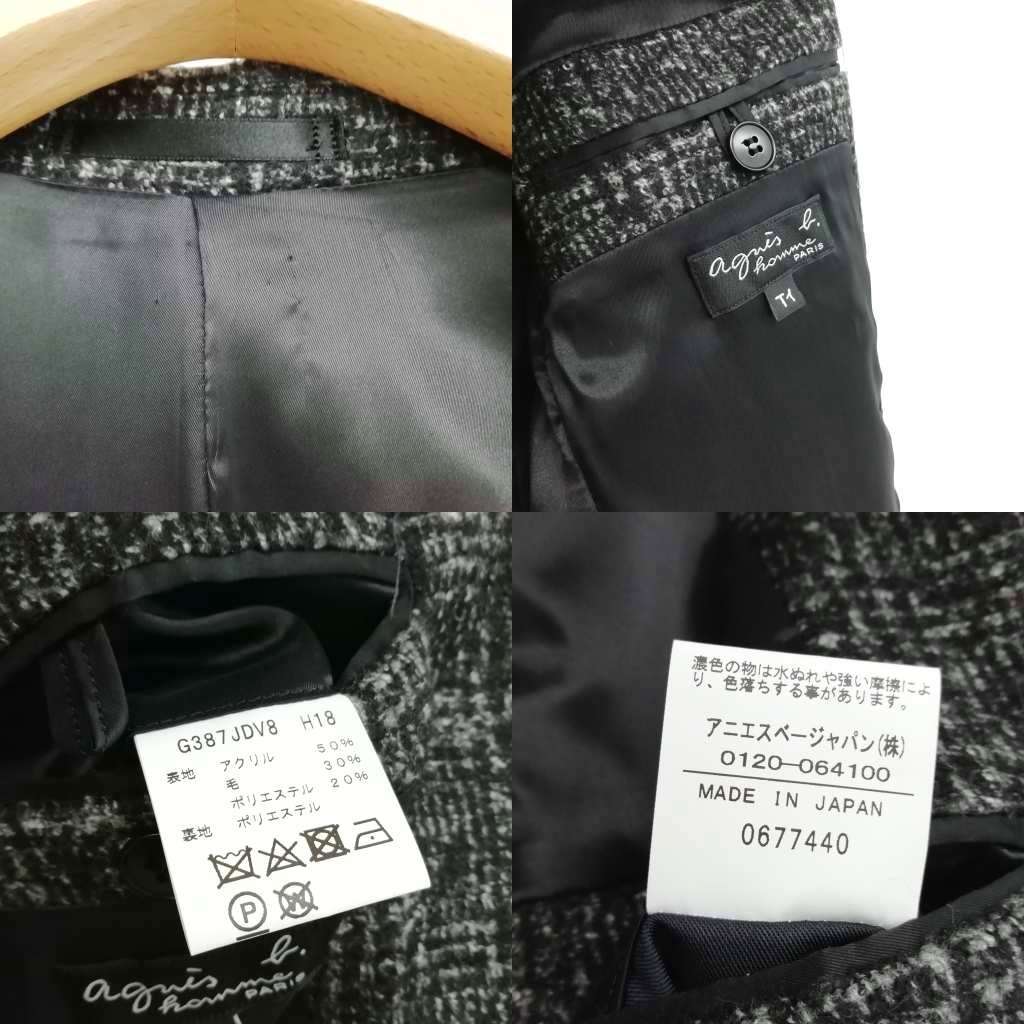 agnès b.
homme
PARIS
T1
G387JDV8 H18
表地 アクリル 50%
毛 30%
ポリエステル 20%
裏地 ポリエステル
P
W
agnès b.
homme
PARIS
濃色の物は水ぬれや強い摩擦によ
り、色落ちする事があります。
アニエスベージャパン(株)
0120-064100
MADE IN JAPAN
0677440